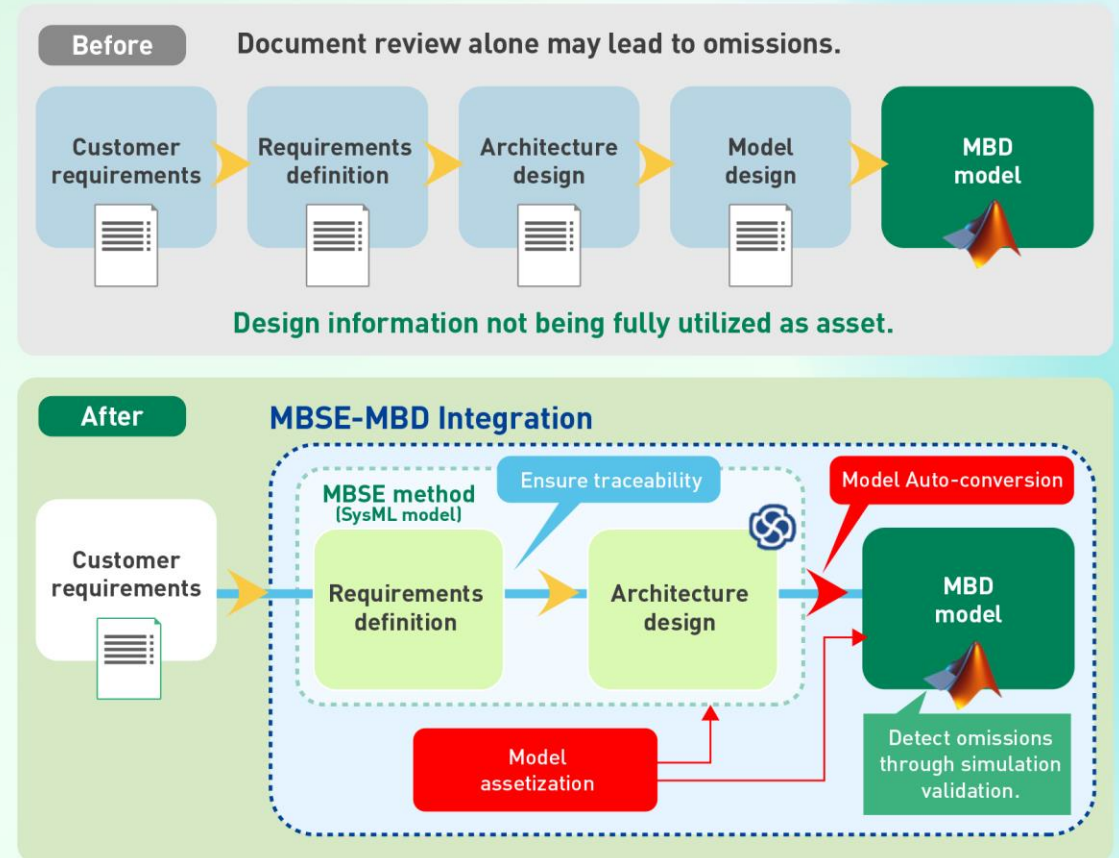 Before
Document review alone may lead to omissions.
Customer
requirements
Requirements
definition
Architecture
design
Model
design
MBD
model
Design information not being fully utilized as asset.
After
MBSE-MBD Integration
MBSE method
(SysML model)
Ensure traceability
Model Auto-conversion
Customer
requirements
Requirements
definition
Architecture
design
MBD
model
Model
assetization
Detect omissions
through simulation
validation.